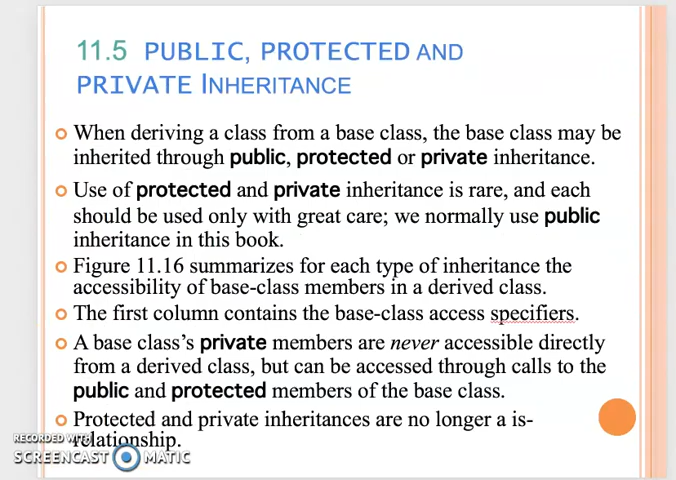 11.5 PUBLIC, PROTECTED AND
PRIVATE INHERITANCE
When deriving a class from a base class, the base class may be
inherited through public, protected or private inheritance.
Use of protected and private inheritance is rare, and each
should be used only with great care; we normally use public
inheritance in this book.
Figure 11.16 summarizes for each type of inheritance the
accessibility of base-class members in a derived class.
The first column contains the base-class access specifiers.
A base class’s private members are never accessible directly
from a derived class, but can be accessed through calls to the
public and protected members of the base class.
Protected and private inheritances are no longer a is-
relationship.
RECORDED WITH
SCREENCAST MATIC